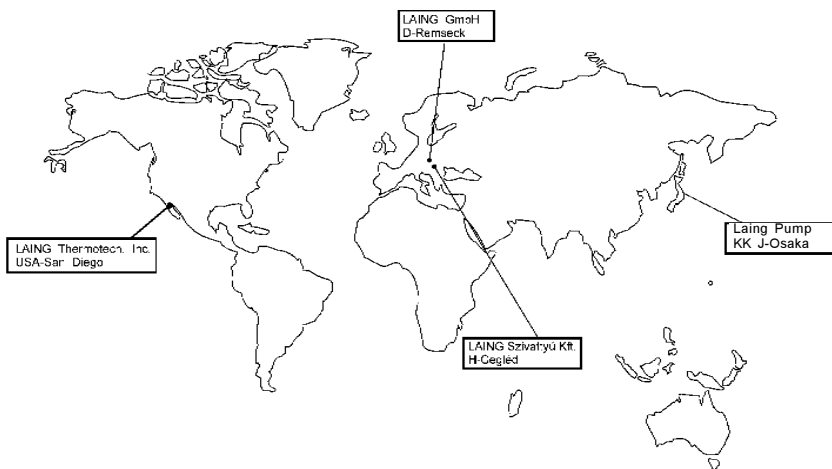 LAING GmbH
D-Remseck
LAING Thermotech. Inc.
USA-San Diego
Laing Pump
KK J-Osaka
LAING Szivattyú Kft.
H-Cegléd